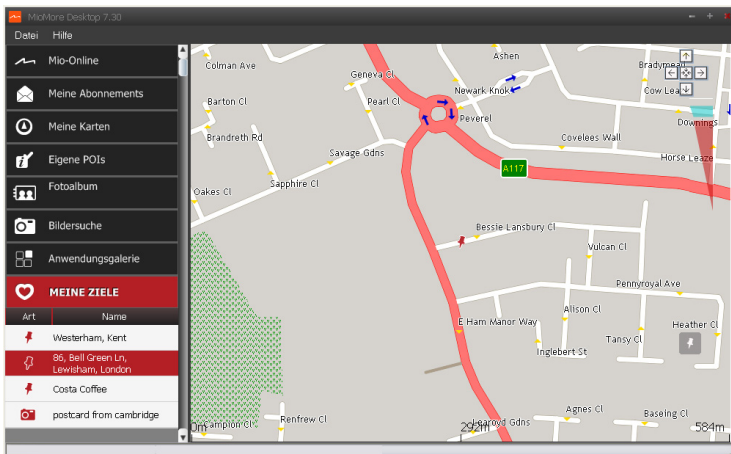 MioMore Desktop 7.30
Datei Hilfe
Mio-Online
Meine Abonnements
Meine Karten
Eigene POIs
Fotoalbum
Bildersuche
Anwendungsgalerie
MEINE ZIELE
Art Name
Westerham, Kent
86, Bell Green Ln,
Lewisham, London
Costa Coffee
postcard from cambridge
Colman Ave
Geneva Cl
Ashen
Bradymead
Newark Knok
Cow Lea
Barton Cl
Pearl Cl
Peverel
Downings
Brandreth Rd
Covelees Wall
Savage Gdns
Horse Leaze
A117
Sapphire Cl
Oakes Cl
Bessie Lansbury Cl
Vulcan Cl
Pennyroyal Ave
Alison Cl
E Ham Manor Way
Heather Cl
Tansy Cl
Inglebert St
Agnes Cl
Baseing Cl
Renfrew Cl
Campion Cl
Learoyd Gdns
0m
292m
584m